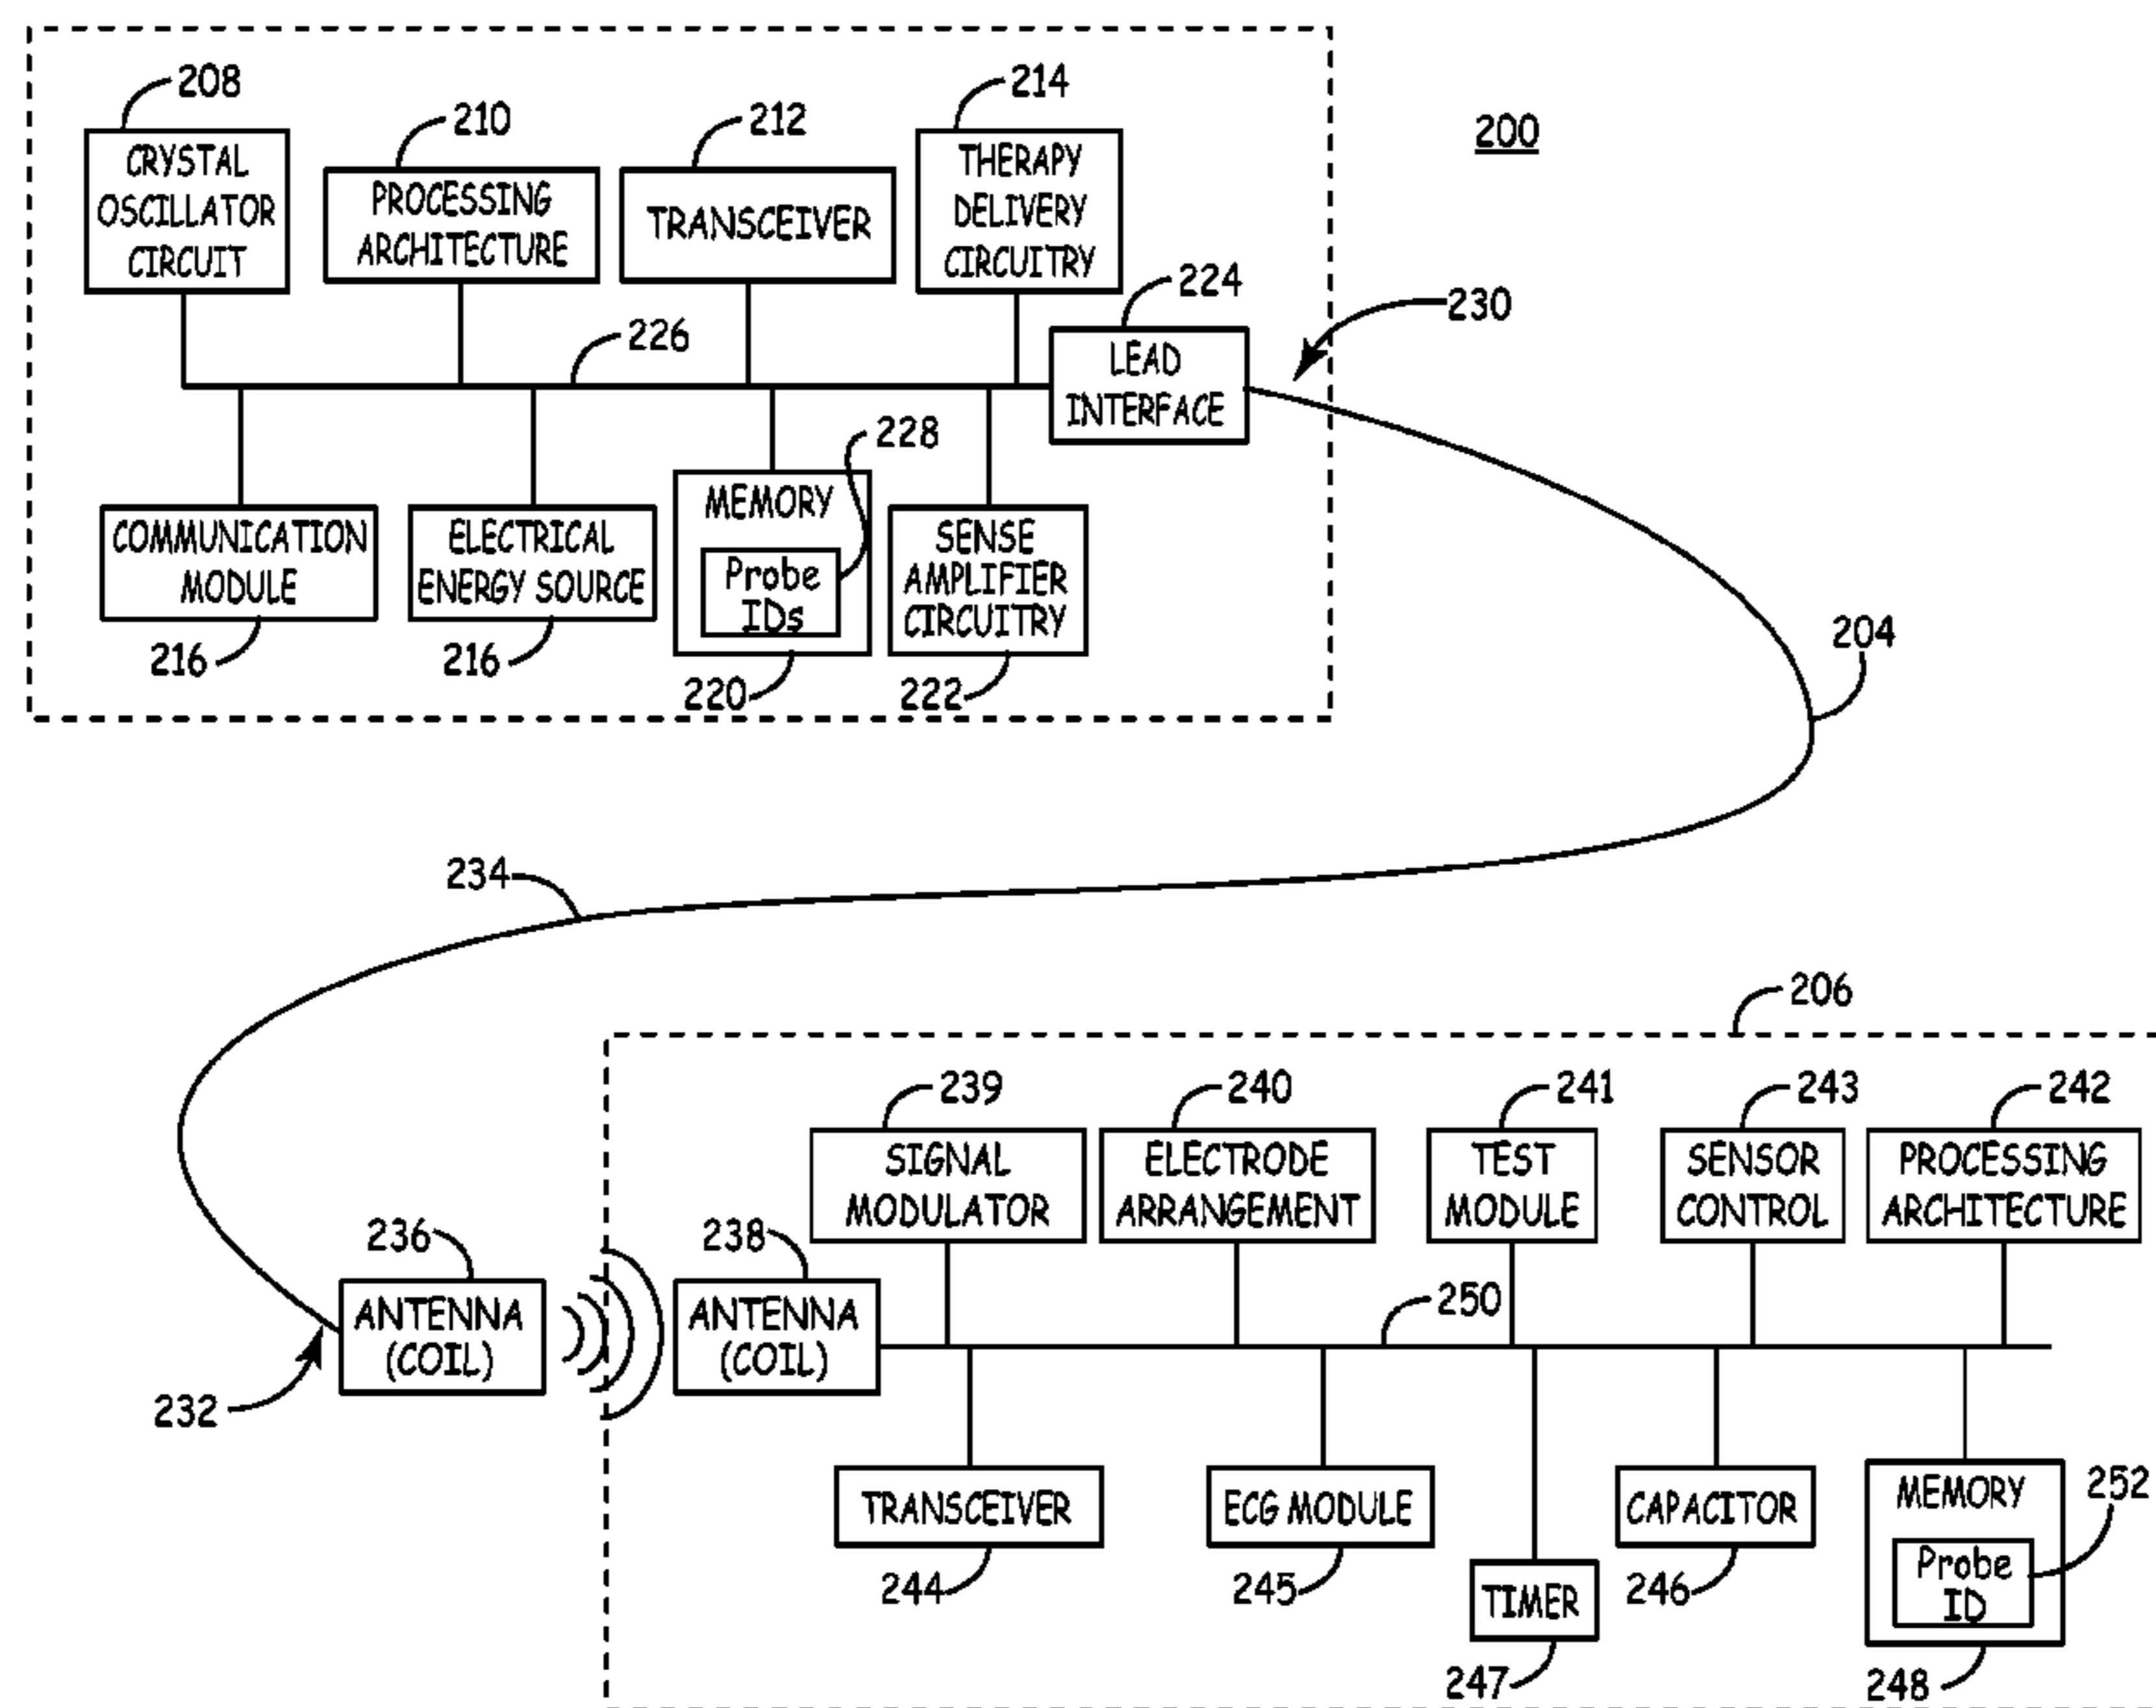 208
210
212
214
200
CRYSTAL
OSCILLATOR
CIRCUIT
PROCESSING
ARCHITECTURE
TRANSCEIVER
THERAPY
DELIVERY
CIRCUITRY
224
230
226
LEAD
INTERFACE
228
COMMUNICATION
MODULE
ELECTRICAL
ENERGY SOURCE
MEMORY
Probe
IDs
SENSE
AMPLIFIER
CIRCUITRY
216
216
220
222
204
234
206
239
240
241
243
242
SIGNAL
MODULATOR
ELECTRODE
ARRANGEMENT
TEST
MODULE
SENSOR
CONTROL
PROCESSING
ARCHITECTURE
236
238
250
ANTENNA
(COIL)
ANTENNA
(COIL)
232
TRANSCEIVER
ECG MODULE
CAPACITOR
MEMORY
252
Probe
ID
TIMER
244
245
246
247
248